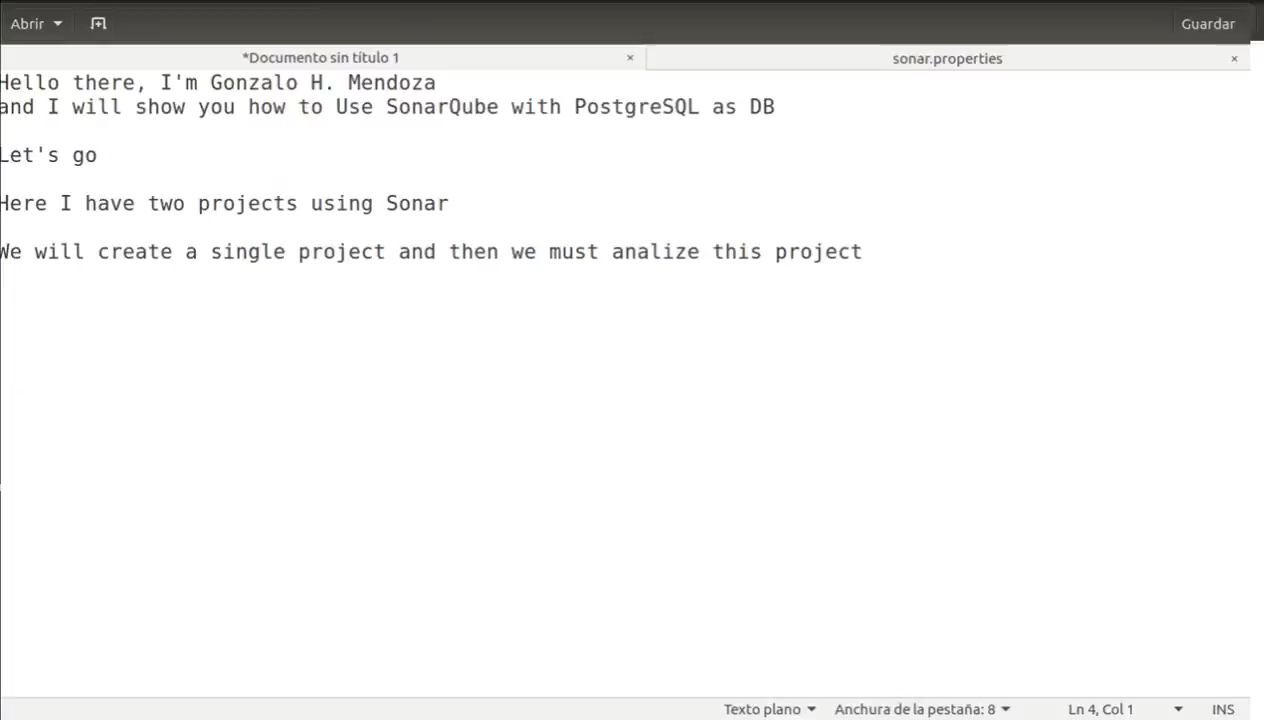 Abrir
Guardar
*Documento sin título 1 ×
sonar.properties ×
Hello there, I'm Gonzalo H. Mendoza
and I will show you how to Use SonarQube with PostgreSQL as DB
Let's go
Here I have two projects using Sonar
We will create a single project and then we must analize this project
Texto plano Anchura de la pestaña: 8 Ln 4, Col 1 INS